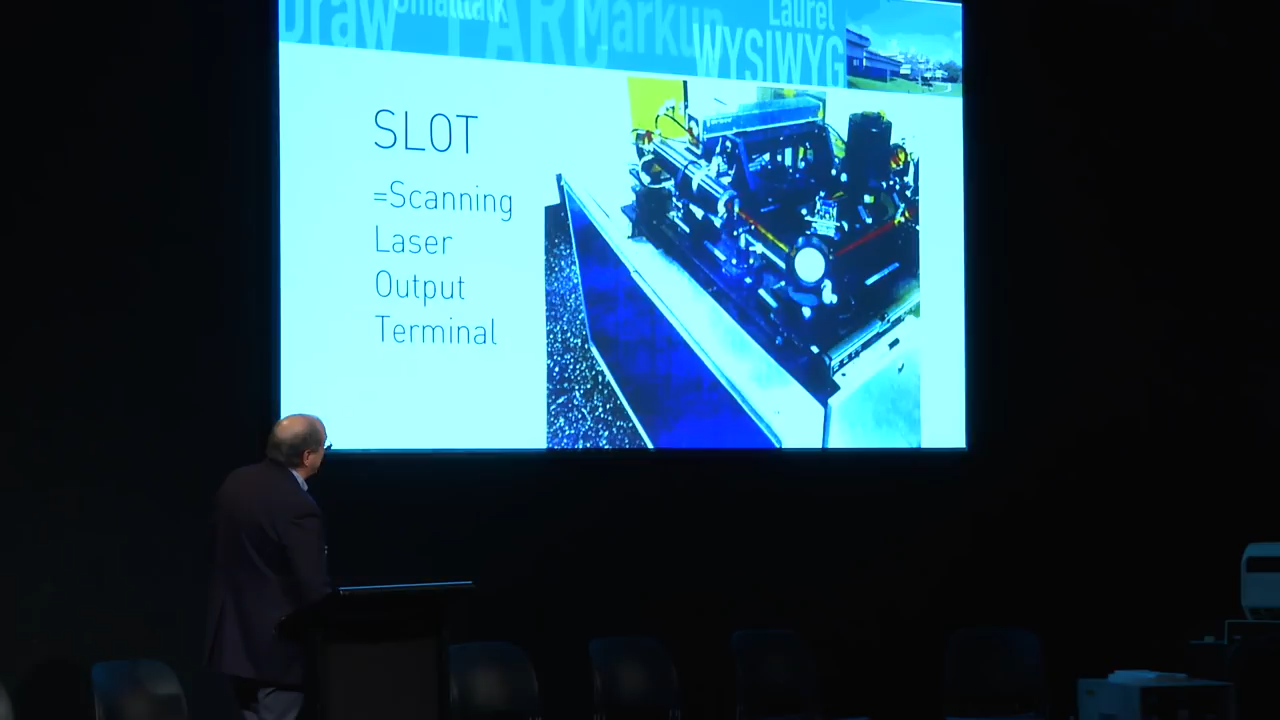 Draw Smalltalk PARC Markup Laurel
WYSIWYG
SLOT
=Scanning
Laser
Output
Terminal